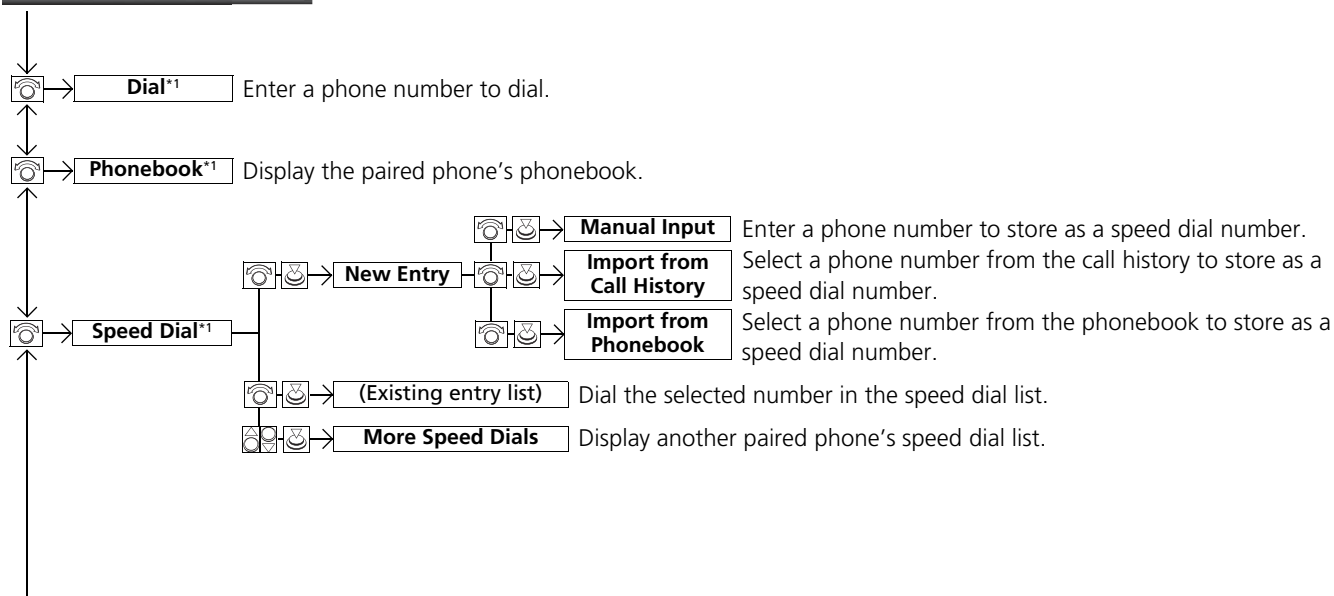 Dial*1 Enter a phone number to dial.
Phonebook*1 Display the paired phone’s phonebook.
Manual Input Enter a phone number to store as a speed dial number.
New Entry
Import from
Call History
Select a phone number from the call history to store as a
speed dial number.
Speed Dial*1
Import from
Phonebook
Select a phone number from the phonebook to store as a
speed dial number.
(Existing entry list) Dial the selected number in the speed dial list.
More Speed Dials Display another paired phone’s speed dial list.